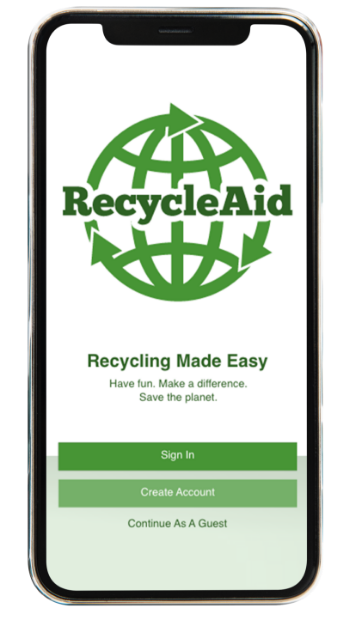 RecycleAid
Recycling Made Easy
Have fun. Make a difference.
Save the planet.
Sign In
Create Account
Continue As A Guest